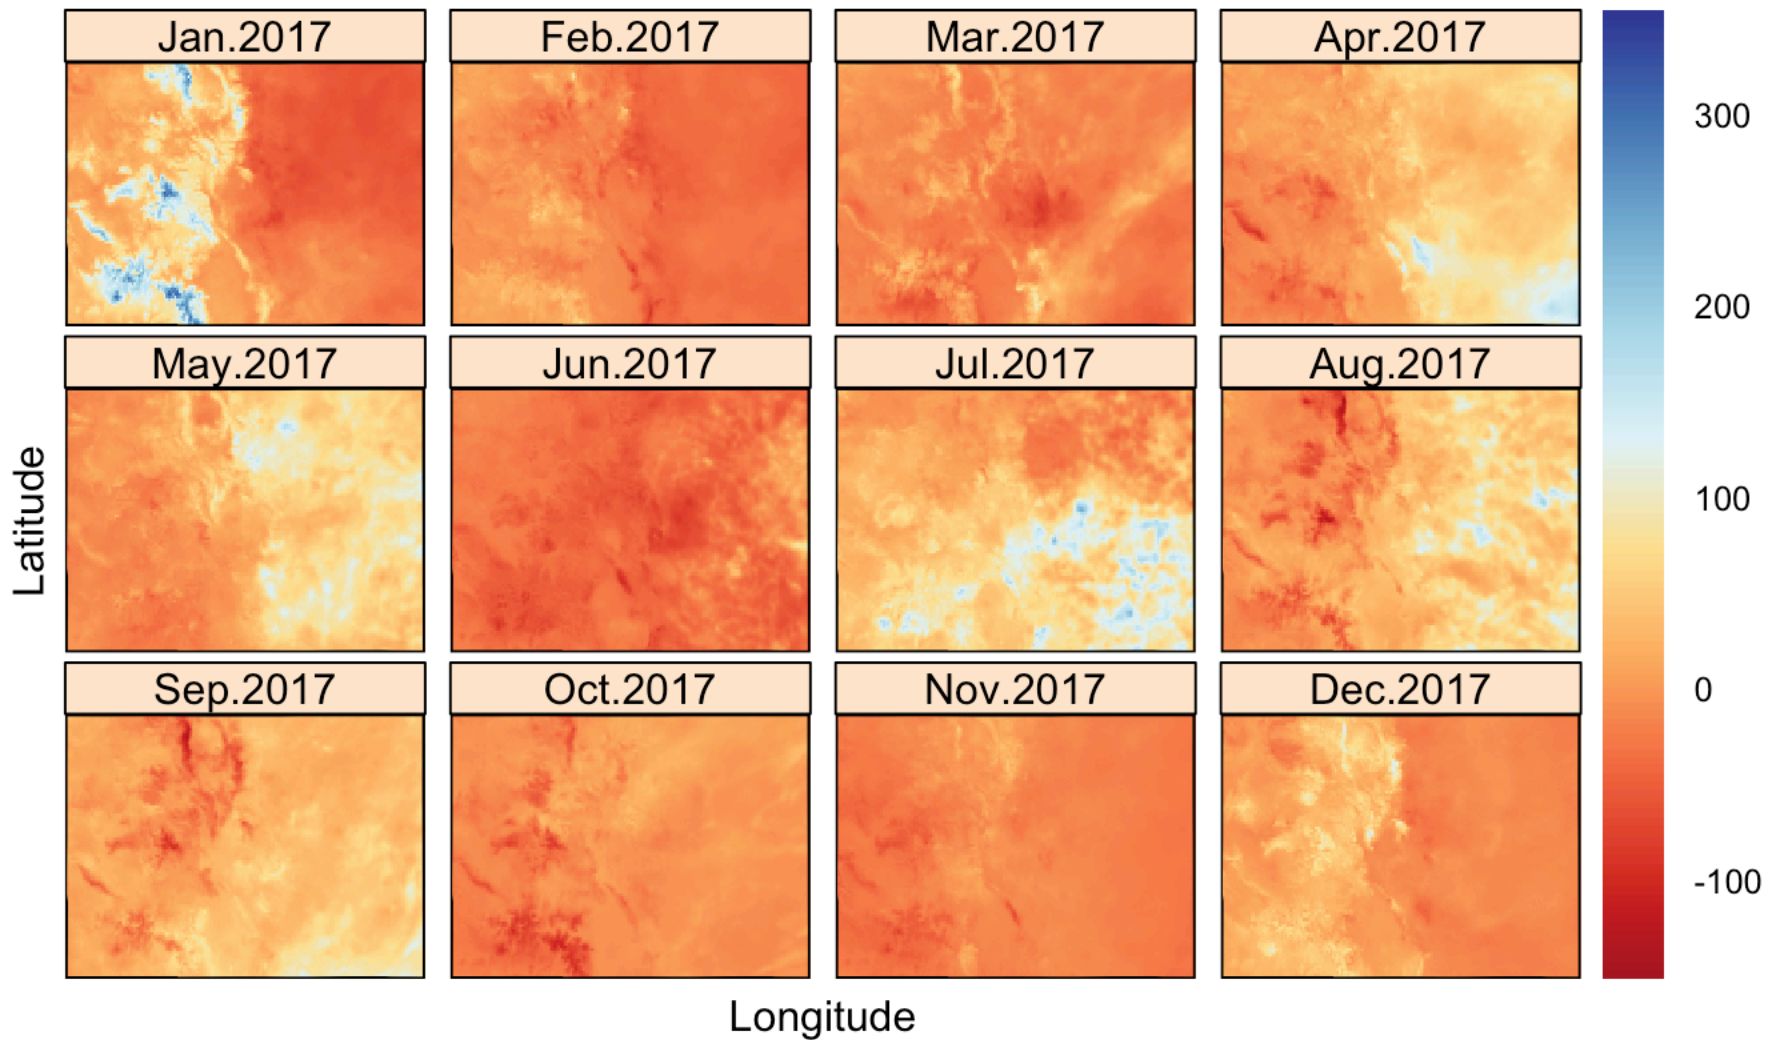 Jan.2017 Feb.2017 Mar.2017 Apr.2017
May.2017 Jun.2017 Jul.2017 Aug.2017
Sep.2017 Oct.2017 Nov.2017 Dec.2017
Latitude
Longitude
300
200
100
0
-100